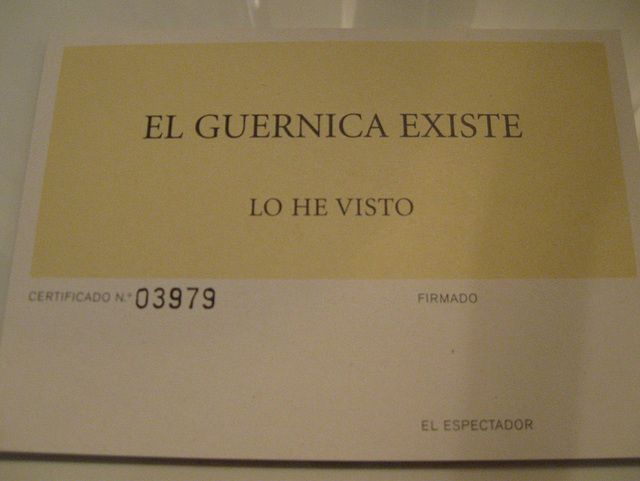 EL GUERNICA EXISTE
LO HE VISTO
CERTIFICADO N.º 03979
FIRMADO
EL ESPECTADOR